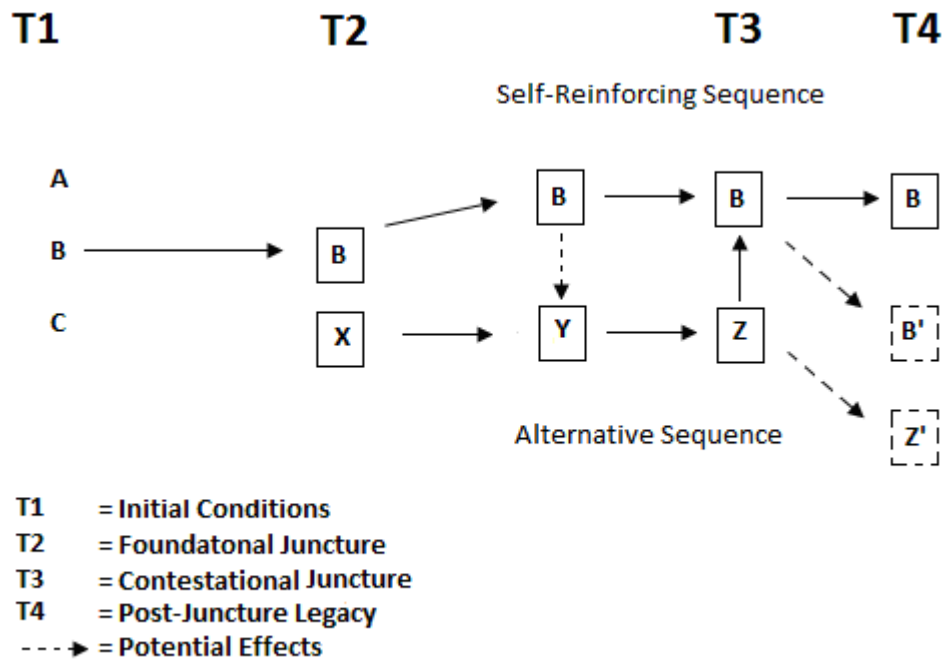 T1 T2 T3 T4
Self-Reinforcing Sequence
A
B B B
B
B
C
X Y Z
B'
Alternative Sequence
Z'
T1 = Initial Conditions
T2 = Foundatonal Juncture
T3 = Contestational Juncture
T4 = Post-Juncture Legacy
= Potential Effects